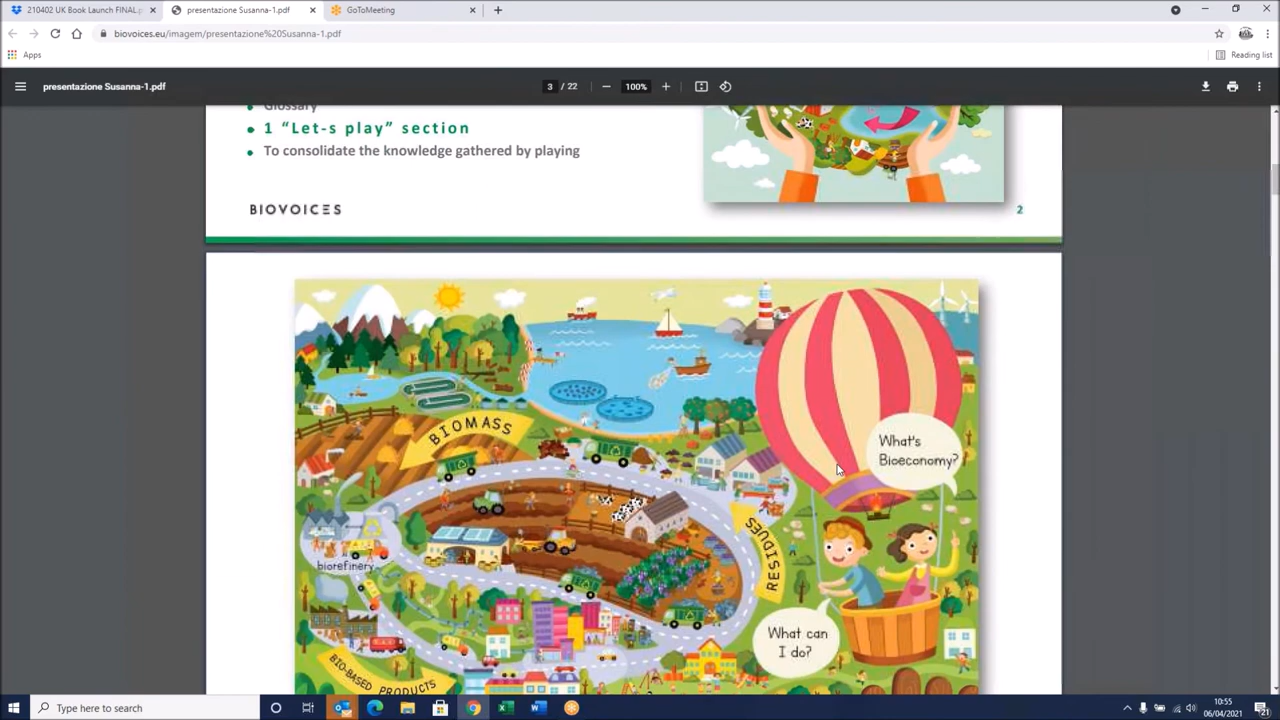 210402 UK Book Launch FINAL.p
presentazione Susanna-1.pdf
GoToMeeting
biovoices.eu/imagem/presentazione%20Susanna-1.pdf
Apps
Reading list
presentazione Susanna-1.pdf
3 / 22
100%
Glossary
1 “Let-s play” section
To consolidate the knowledge gathered by playing
BIOVOICES
2
BIOMASS
What's
Bioeconomy?
RESIDUES
biorefinery
What can
I do?
BIO-BASED PRODUCTS
Type here to search
10:55
06/04/2021
21